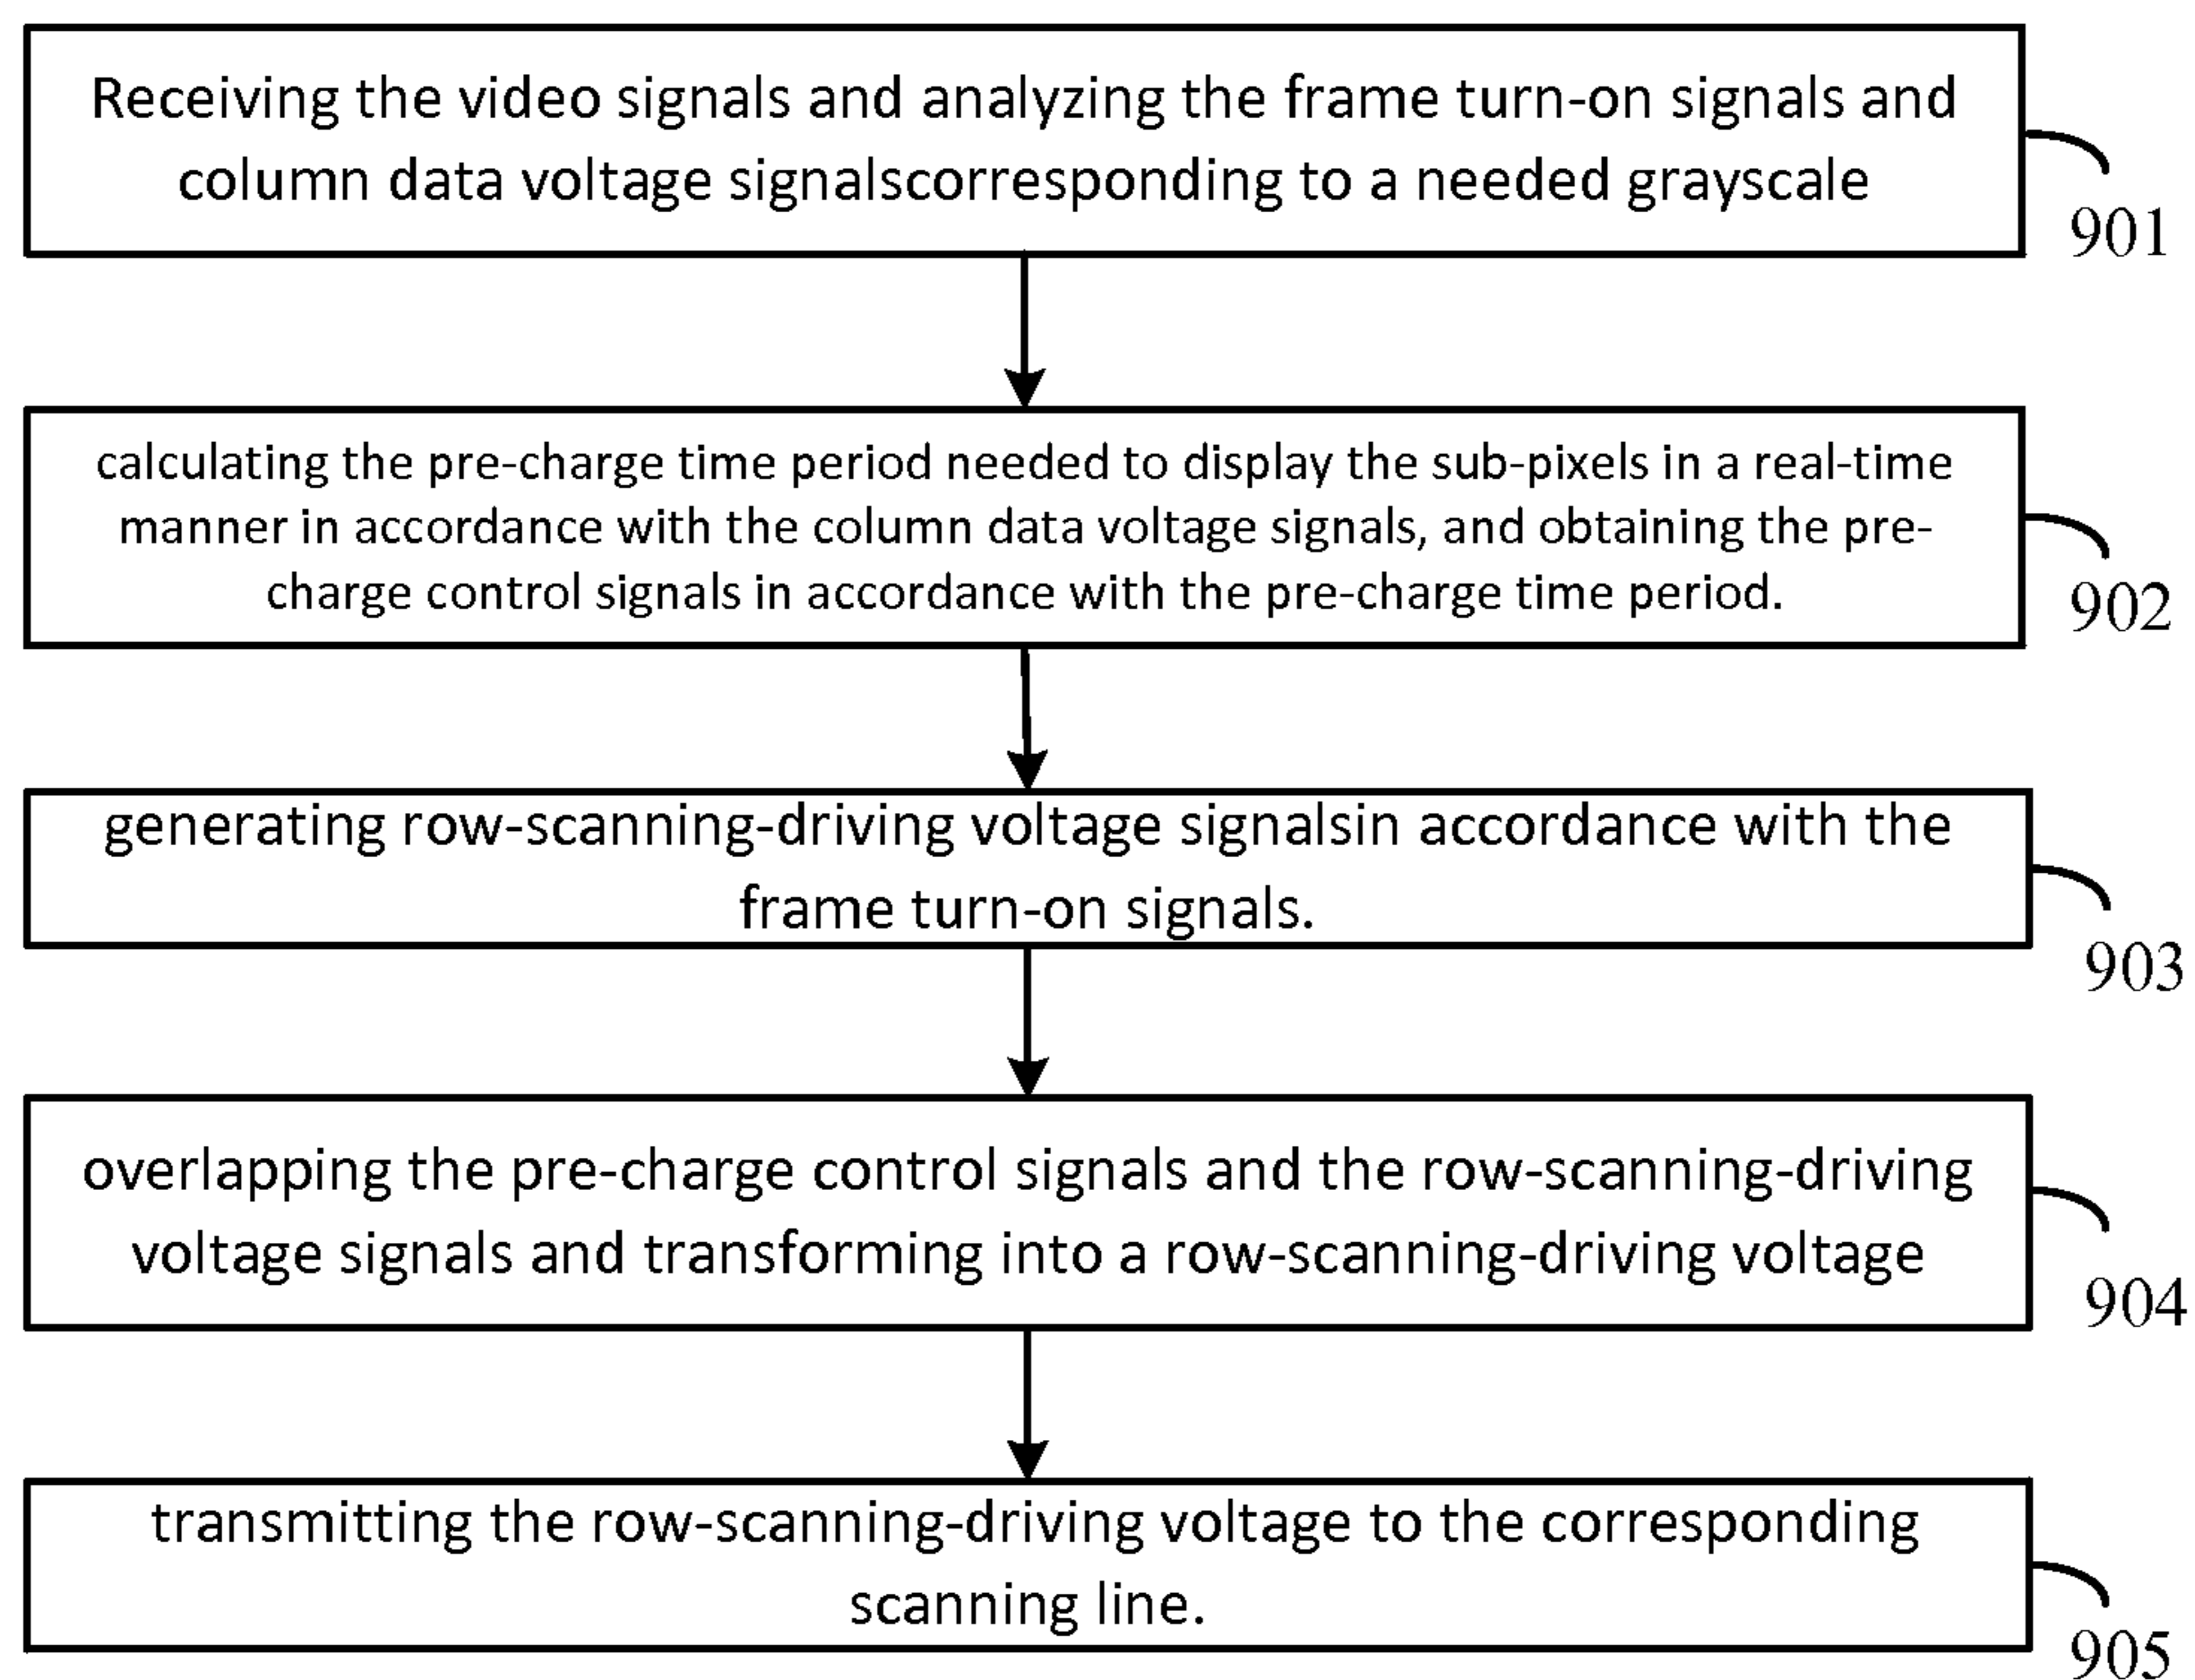 Receiving the video signals and analyzing the frame turn-on signals and
column data voltage signalscorresponding to a needed grayscale
901
calculating the pre-charge time period needed to display the sub-pixels in a real-time
manner in accordance with the column data voltage signals, and obtaining the pre-
charge control signals in accordance with the pre-charge time period.
902
generating row-scanning-driving voltage signalsin accordance with the
frame turn-on signals.
903
overlapping the pre-charge control signals and the row-scanning-driving
voltage signals and transforming into a row-scanning-driving voltage
904
transmitting the row-scanning-driving voltage to the corresponding
scanning line.
905